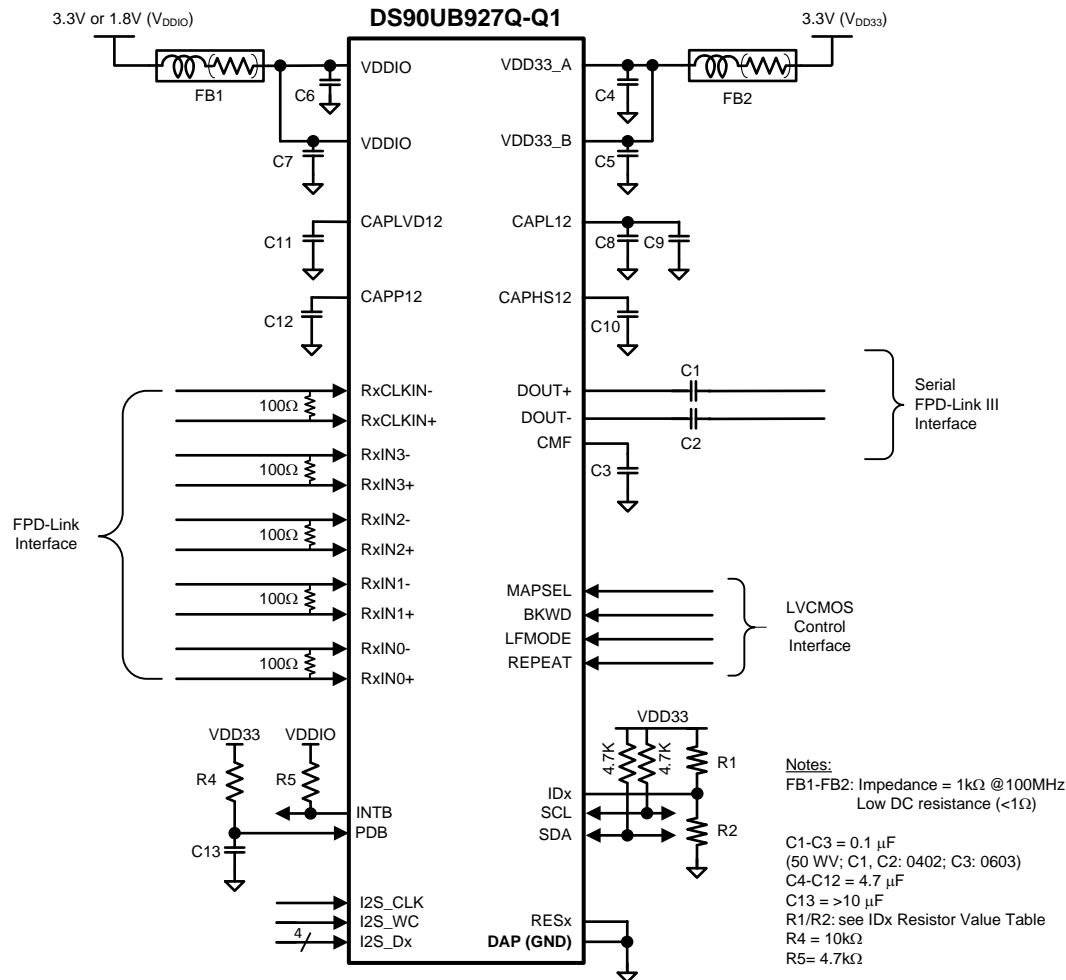 DS90UB927Q-Q1
3.3V or 1.8V (VDDIO)
3.3V (VDD33)
FB1
FB2
VDDIO
VDD33_A
C6
C4
VDDIO
VDD33_B
C7
C5
CAPLVD12
CAPL12
C11
C8
C9
CAPP12
CAPHS12
C12
C10
RxCLKIN-
100Ω
RxCLKIN+
RxIN3-
100Ω
RxIN3+
RxIN2-
100Ω
RxIN2+
RxIN1-
100Ω
RxIN1+
RxIN0-
100Ω
RxIN0+
FPD-Link
Interface
DOUT+
C1
DOUT-
C2
CMF
C3
Serial
FPD-Link III
Interface
MAPSEL
BKWD
LFMODE
REPEAT
LVCMOS
Control
Interface
VDD33
VDDIO
R4
R5
INTB
PDB
C13
VDD33
4.7K
4.7K
R1
IDx
SCL
SDA
R2
I2S_CLK
I2S_WC
4
I2S_Dx
RESx
DAP (GND)
Notes:
FB1-FB2: Impedance = 1kΩ @100MHz
Low DC resistance (<1Ω)
C1-C3 = 0.1 μF
(50 WV; C1, C2: 0402; C3: 0603)
C4-C12 = 4.7 μF
C13 = >10 μF
R1/R2: see IDx Resistor Value Table
R4 = 10kΩ
R5= 4.7kΩ